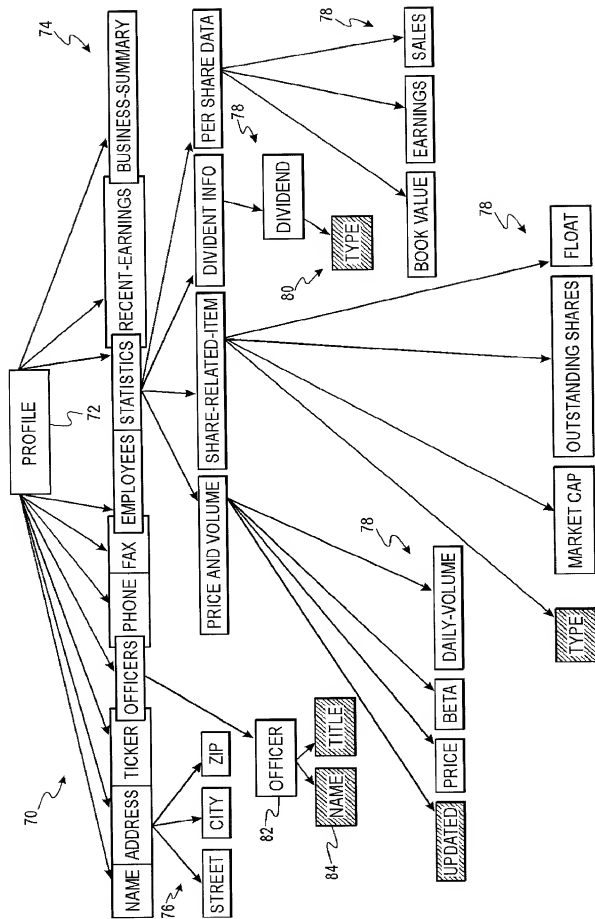 PROFILE
72
70
74
NAME
ADDRESS
TICKER
OFFICERS
PHONE
FAX
EMPLOYEES
STATISTICS
RECENT-EARNINGS
BUSINESS-SUMMARY
76
STREET
CITY
ZIP
PRICE AND VOLUME
SHARE-RELATED-ITEM
DIVIDENT INFO
PER SHARE DATA
78
78
82
OFFICER
DIVIDEND
84
NAME
TITLE
80
TYPE
BOOK VALUE
EARNINGS
SALES
78
UPDATED
PRICE
BETA
DAILY-VOLUME
78
TYPE
MARKET CAP
OUTSTANDING SHARES
FLOAT